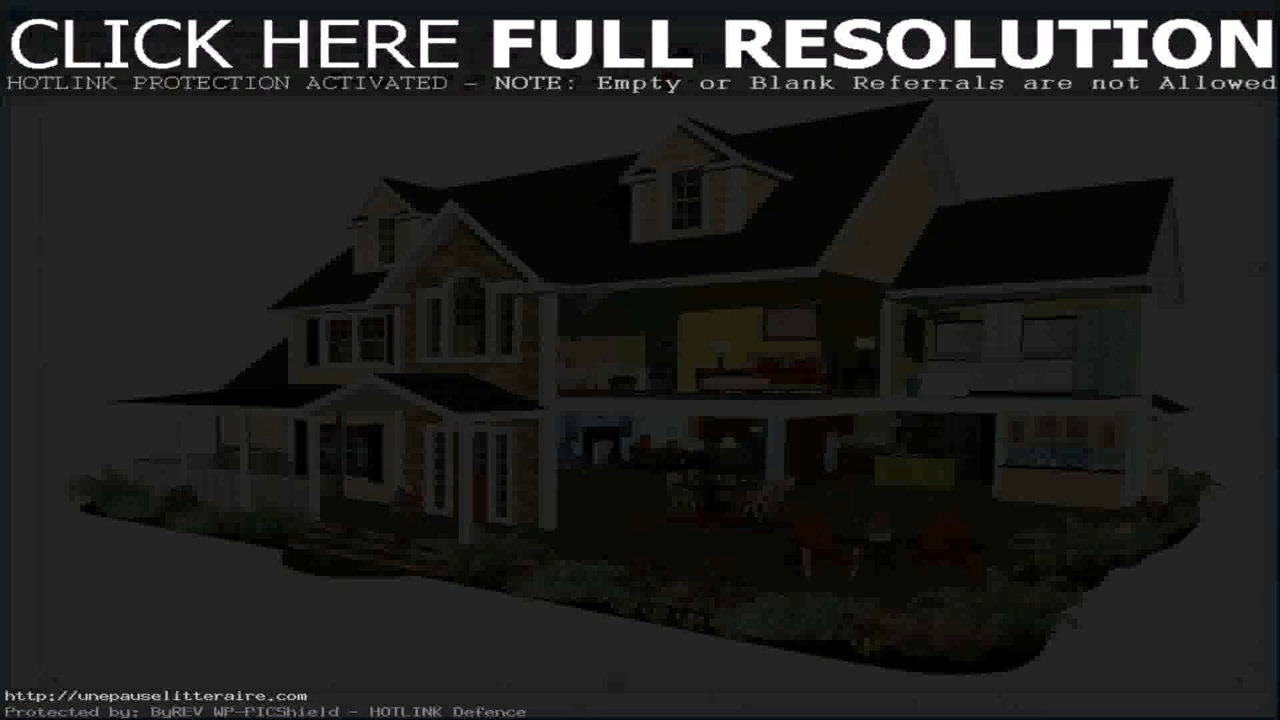 CLICK HERE FULL RESOLUTION
HOTLINK PROTECTION ACTIVATED – NOTE: Empty or Blank Referrals are not Allowed
http://unepauselitteraire.com
Protected by: ByREV WP-PICShield – HOTLINK Defence